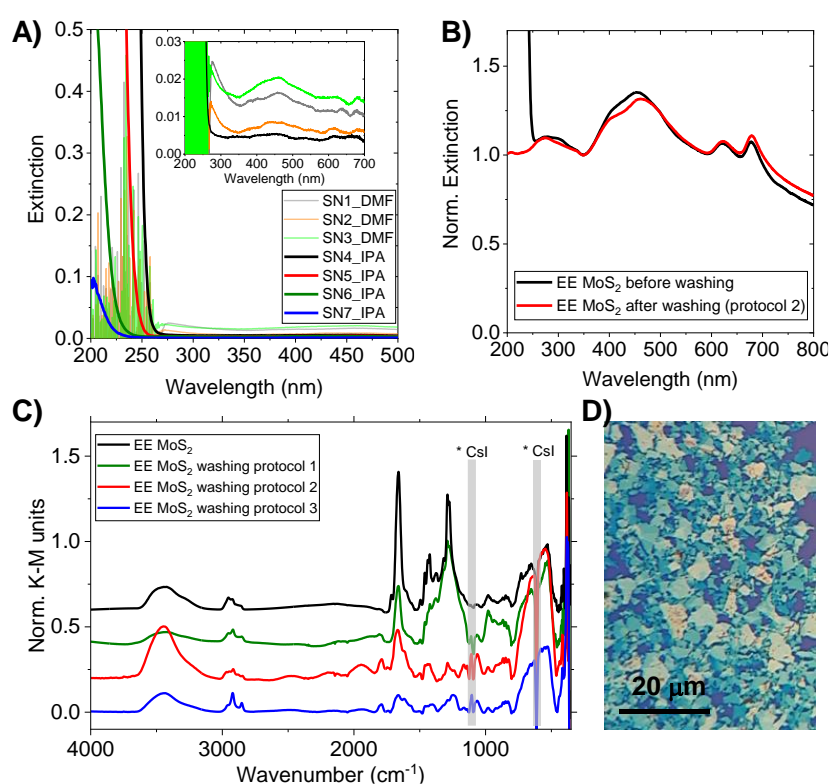 A)
Extinction
0.5
0.4
0.3
0.2
0.1
0.0
200 250 300 350 400 450 500
Wavelength (nm)
0.03
0.02
0.01
0.00
200 300 400 500 600 700
Wavelength (nm)
SN1_DMF
SN2_DMF
SN3_DMF
SN4_IPA
SN5_IPA
SN6_IPA
SN7_IPA
B)
Norm. Extinction
1.5
1.0
0.5
0.0
200 300 400 500 600 700 800
Wavelength (nm)
EE MoS₂ before washing
EE MoS₂ after washing (protocol 2)
C)
Norm. K-M units
1.5
1.0
0.5
0.0
4000 3000 2000 1000
Wavenumber (cm⁻¹)
EE MoS₂
EE MoS₂ washing protocol 1
EE MoS₂ washing protocol 2
EE MoS₂ washing protocol 3
* CsI
* CsI
D)
20 μm